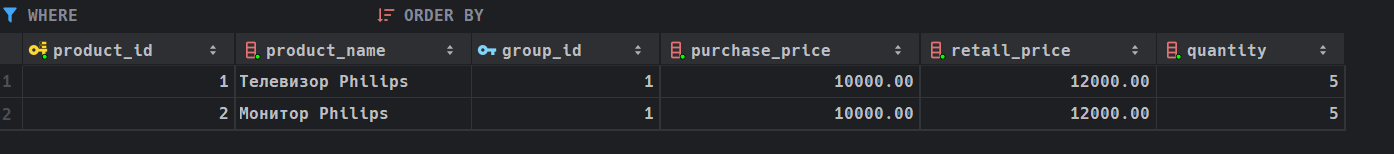 WHERE ORDER BY
product_id product_name group_id purchase_price retail_price quantity
1 1 Телевизор Philips 1 10000.00 12000.00 5
2 2 Монитор Philips 1 10000.00 12000.00 5